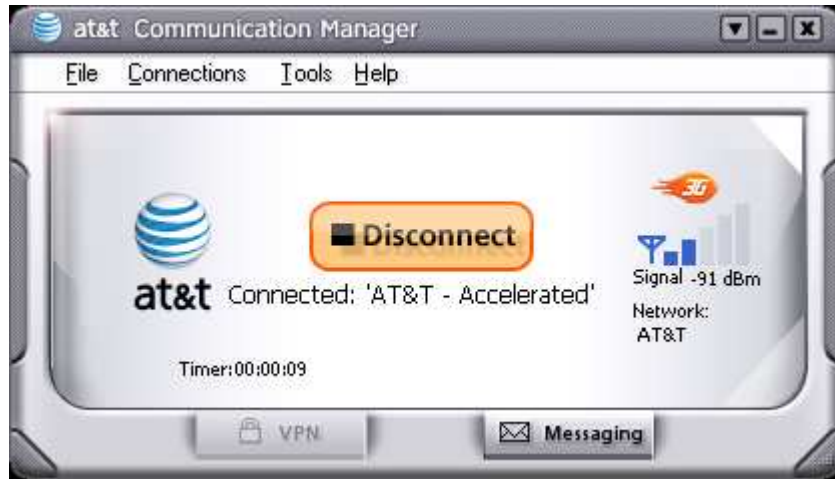 at&t Communication Manager
File Connections Tools Help
3G
Disconnect
at&t Connected: 'AT&T - Accelerated'
Signal -91 dBm
Network:
AT&T
Timer:00:00:09
VPN
Messaging